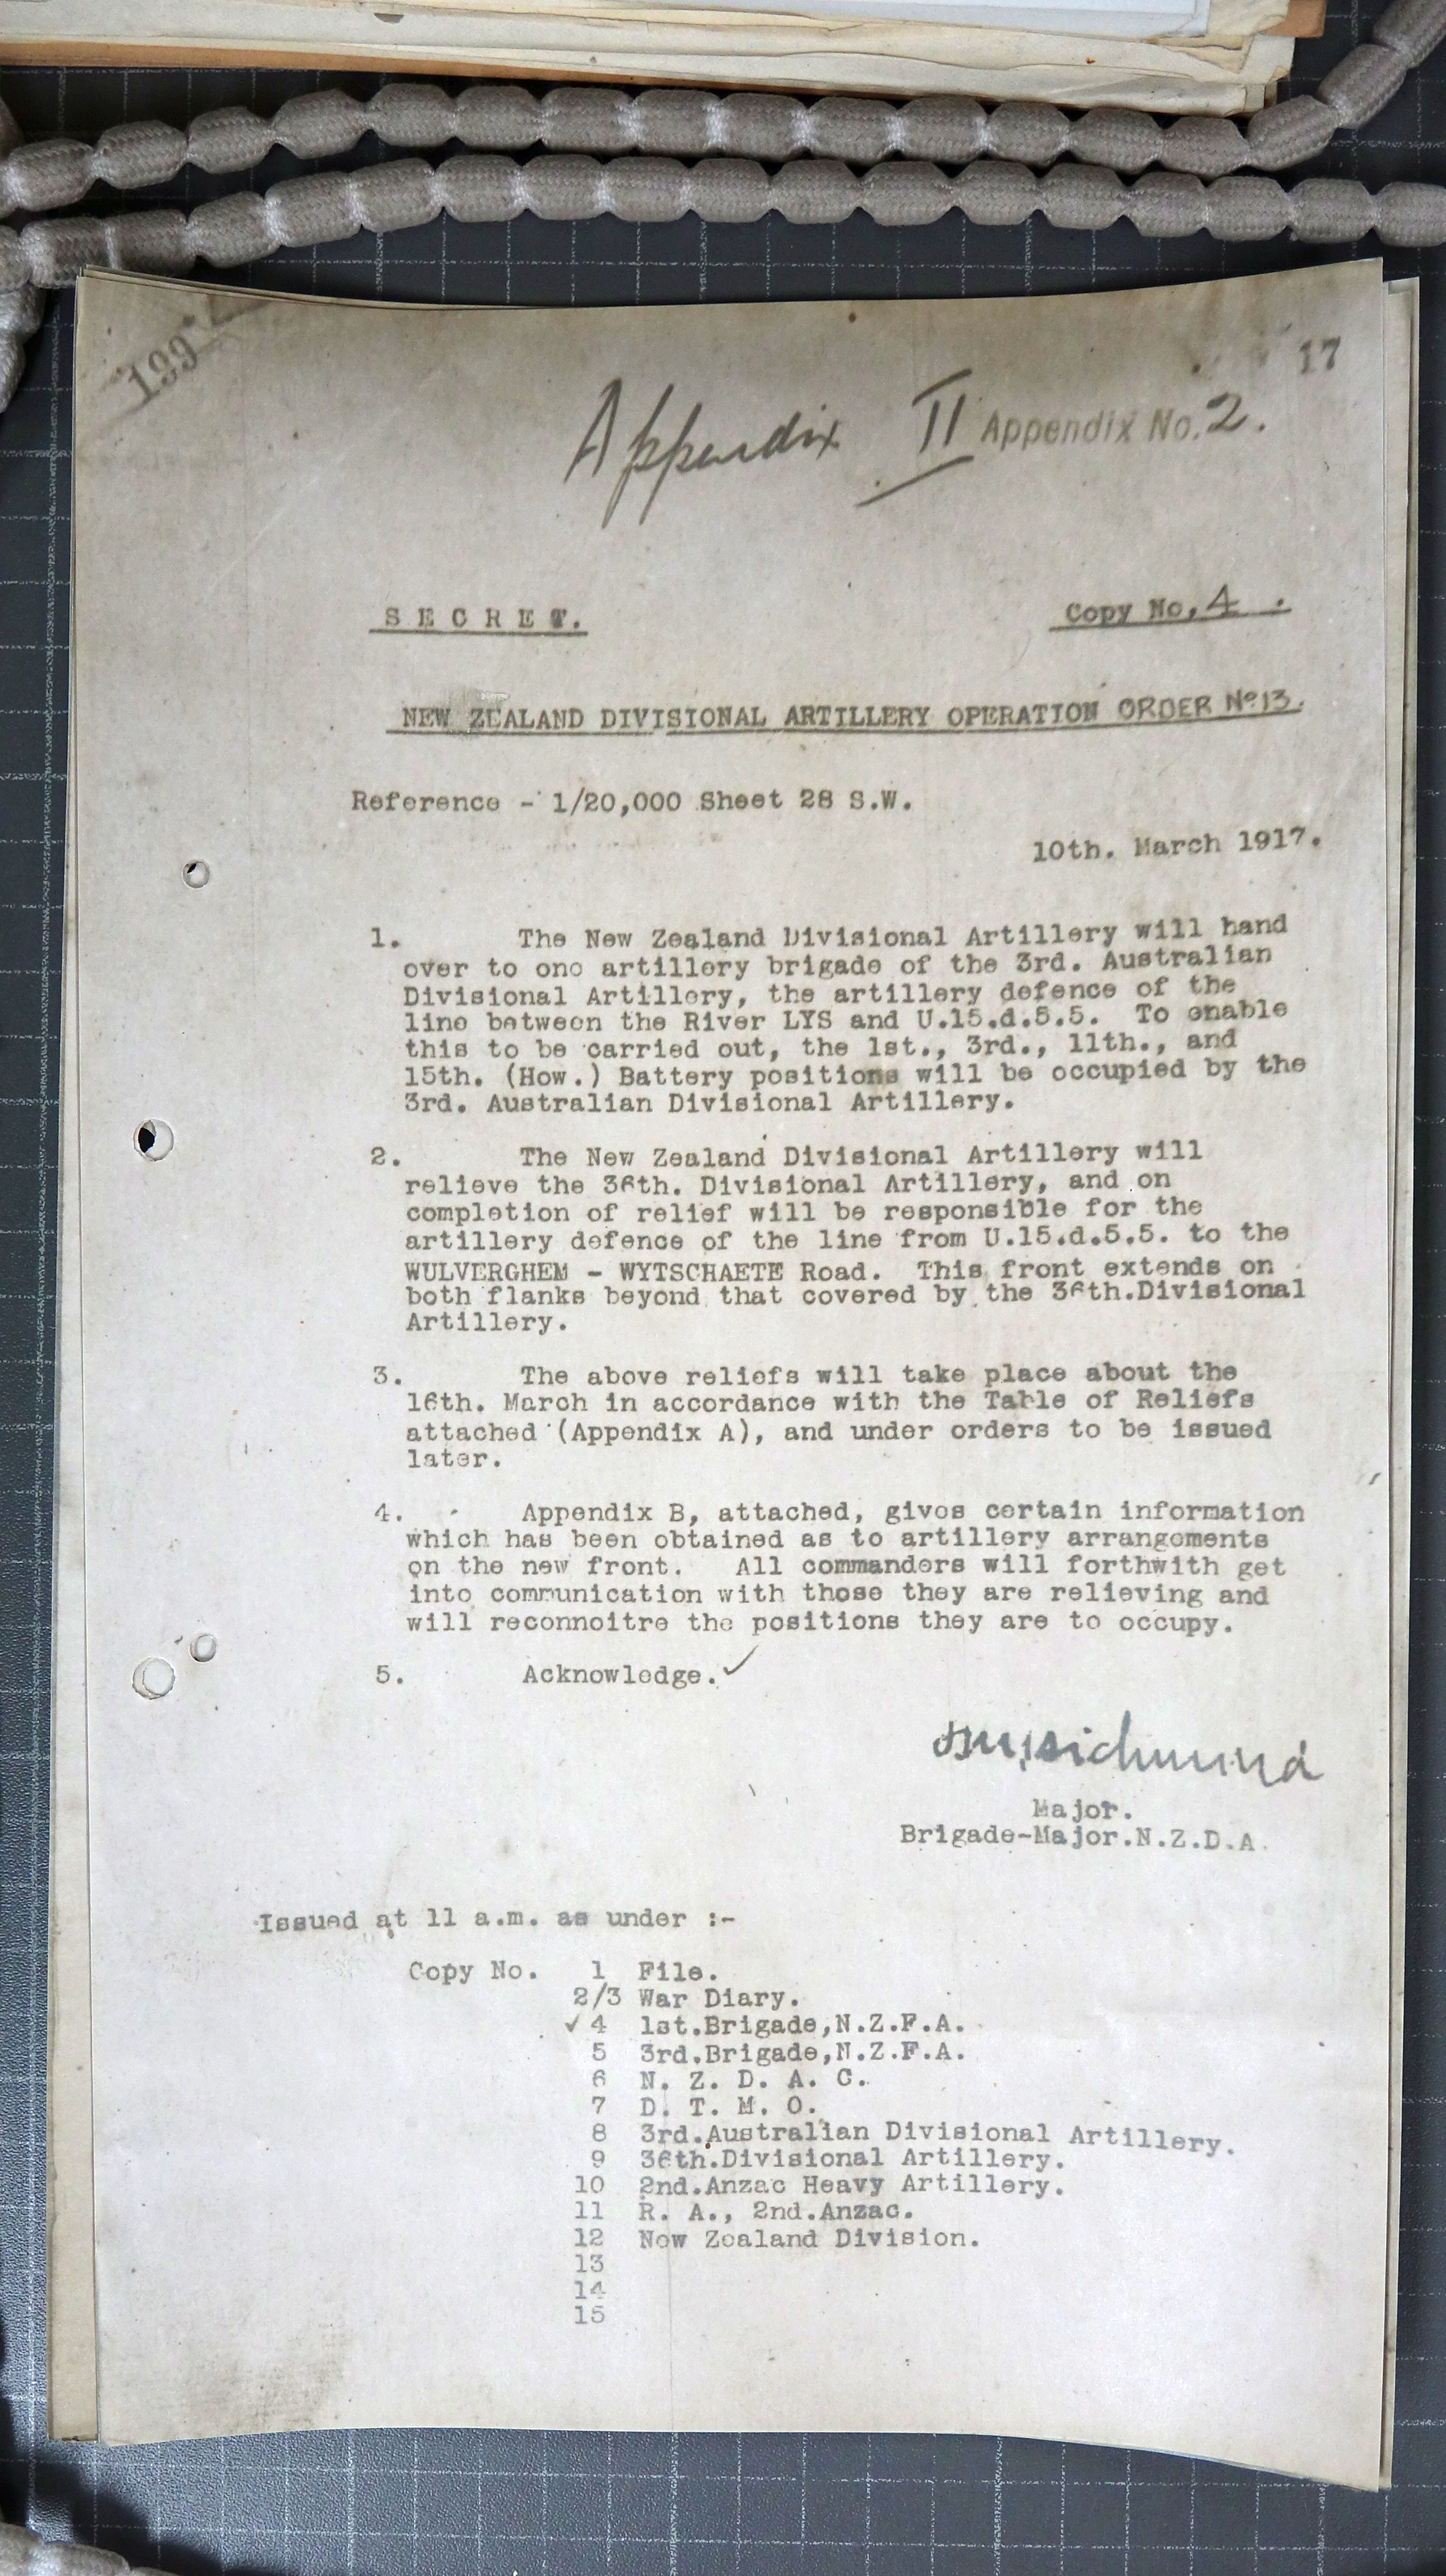 199
17
Appendix II Appendix No. 2.
SECRET. Copy No. 4.
NEW ZEALAND DIVISIONAL ARTILLERY OPERATION ORDER No 13.
Reference - 1/20,000 Sheet 28 S.W.
10th. March 1917.
1. The New Zealand Divisional Artillery will hand
over to one artillery brigade of the 3rd. Australian
Divisional Artillery, the artillery defence of the
line between the River LYS and U.15.d.5.5. To enable
this to be carried out, the 1st., 3rd., 11th., and
15th. (How.) Battery positions will be occupied by the
3rd. Australian Divisional Artillery.
2. The New Zealand Divisional Artillery will
relieve the 36th. Divisional Artillery, and on
completion of relief will be responsible for the
artillery defence of the line from U.15.d.5.5. to the
WULVERGHEM - WYTSCHAETE Road. This front extends on
both flanks beyond that covered by the 36th.Divisional
Artillery.
3. The above reliefs will take place about the
16th. March in accordance with the Table of Reliefs
attached (Appendix A), and under orders to be issued
later.
4. Appendix B, attached, gives certain information
which has been obtained as to artillery arrangements
on the new front. All commanders will forthwith get
into communication with those they are relieving and
will reconnoitre the positions they are to occupy.
5. Acknowledge.
Major.
Brigade-Major.N.Z.D.A.
Issued at 11 a.m. as under :-
Copy No. 1 File.
2/3 War Diary.
✓ 4 1st.Brigade,N.Z.F.A.
5 3rd.Brigade,N.Z.F.A.
6 N. Z. D. A. C.
7 D. T. M. O.
8 3rd.Australian Divisional Artillery.
9 36th.Divisional Artillery.
10 2nd.Anzac Heavy Artillery.
11 R. A., 2nd.Anzac.
12 New Zealand Division.
13
14
15